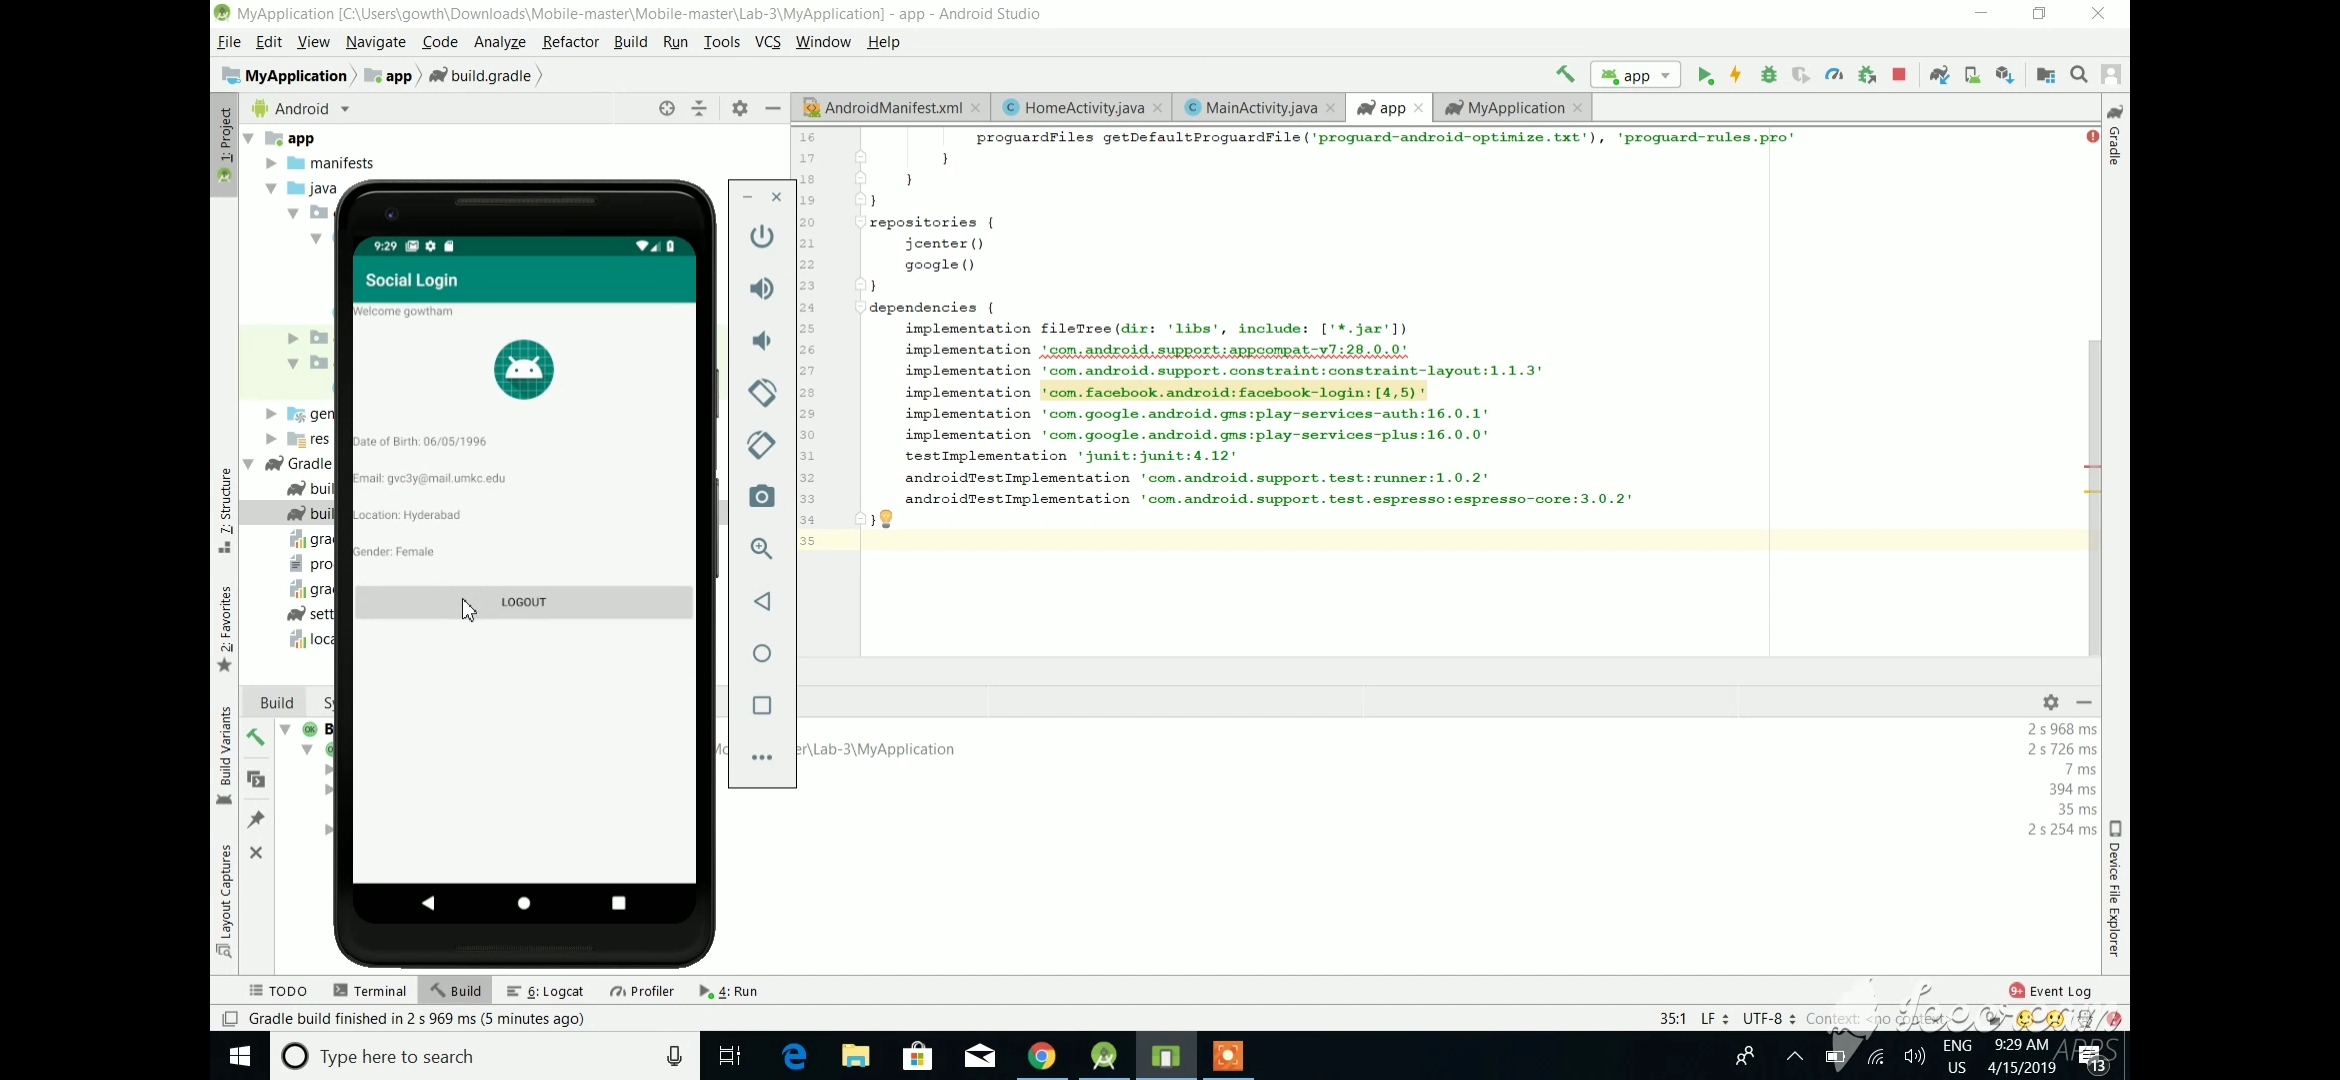 MyApplication [C:\Users\gowth\Downloads\Mobile-master\Mobile-master\Lab-3\MyApplication] - app - Android Studio
File Edit View Navigate Code Analyze Refactor Build Run Tools VCS Window Help
MyApplication app build.gradle
app
Android
AndroidManifest.xml HomeActivity.java MainActivity.java app MyApplication
1: Project
7: Structure
2: Favorites
Build Variants
Layout Captures
app
manifests
java
gen
res
Gradle
buil
buil
gra
pro
gra
sett
loca
9:29
Social Login
Welcome gowtham
Date of Birth: 06/05/1996
Email: gvc3y@mail.umkc.edu
Location: Hyderabad
Gender: Female
LOGOUT
16 proguardFiles getDefaultProguardFile('proguard-android-optimize.txt'), 'proguard-rules.pro'
17 }
18 }
19 }
20 repositories {
21 jcenter()
22 google()
23 }
24 dependencies {
25 implementation fileTree(dir: 'libs', include: ['*.jar'])
26 implementation 'com.android.support:appcompat-v7:28.0.0'
27 implementation 'com.android.support.constraint:constraint-layout:1.1.3'
28 implementation 'com.facebook.android:facebook-login:[4,5)'
29 implementation 'com.google.android.gms:play-services-auth:16.0.1'
30 implementation 'com.google.android.gms:play-services-plus:16.0.0'
31 testImplementation 'junit:junit:4.12'
32 androidTestImplementation 'com.android.support.test:runner:1.0.2'
33 androidTestImplementation 'com.android.support.test.espresso:espresso-core:3.0.2'
34 }
35
Gradle
Device File Explorer
Build Sy
B
er\Lab-3\MyApplication
2 s 968 ms
2 s 726 ms
7 ms
394 ms
35 ms
2 s 254 ms
TODO Terminal Build 6: Logcat Profiler 4: Run
9+ Event Log
Gradle build finished in 2 s 969 ms (5 minutes ago)
35:1 LF UTF-8 Context: <no context>
Type here to search
ENG
US
9:29 AM
4/15/2019
13
APPS